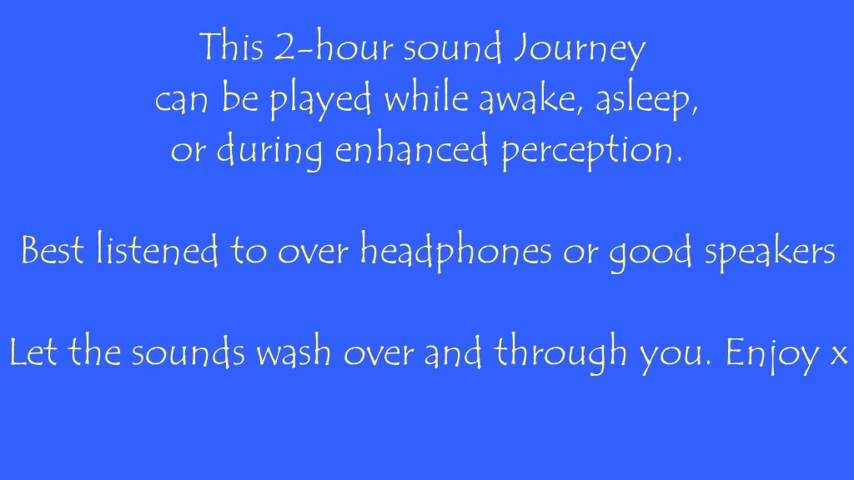 This 2-hour sound Journey
can be played while awake, asleep,
or during enhanced perception.
Best listened to over headphones or good speakers
Let the sounds wash over and through you. Enjoy x